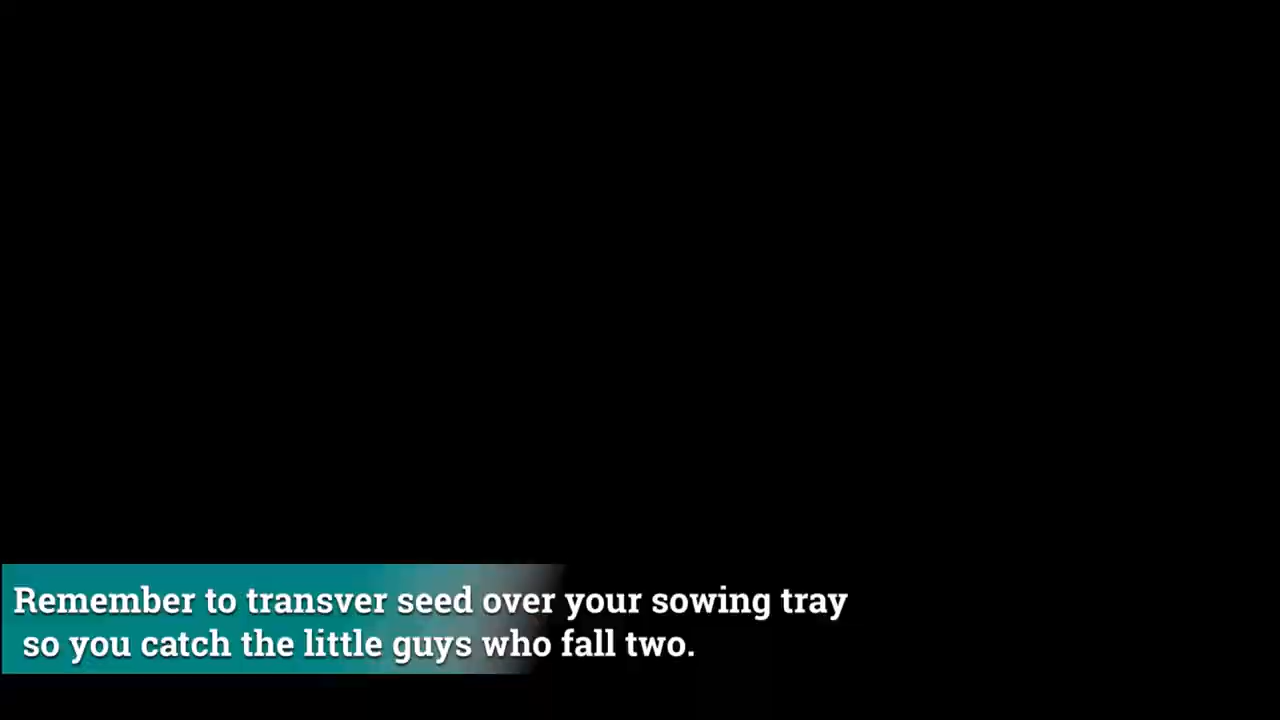 Remember to transver seed over your sowing tray
so you catch the little guys who fall two.